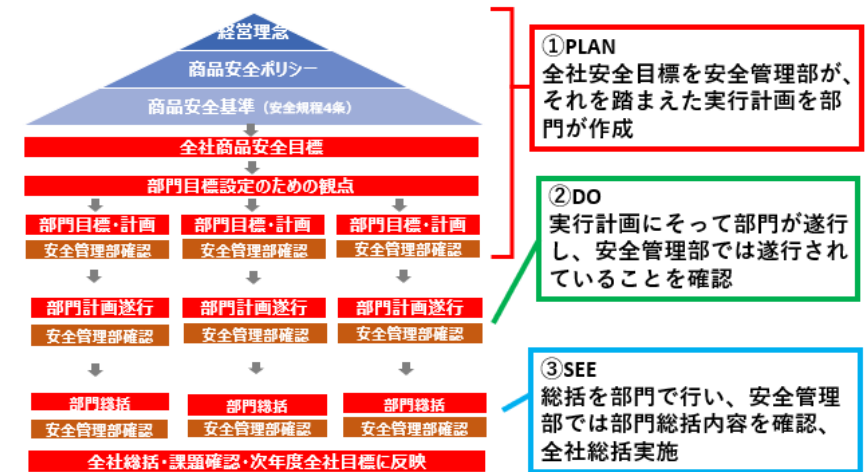 経営理念
商品安全ポリシー
商品安全基準（安全規程4条）
全社商品安全目標
部門目標設定のための観点
部門目標・計画 部門目標・計画 部門目標・計画
安全管理部確認 安全管理部確認 安全管理部確認
部門計画遂行 部門計画遂行 部門計画遂行
安全管理部確認 安全管理部確認 安全管理部確認
部門総括 部門総括 部門総括
安全管理部確認 安全管理部確認 安全管理部確認
全社総括・課題確認・次年度全社目標に反映
①PLAN
全社安全目標を安全管理部が、
それを踏まえた実行計画を部
門が作成
②DO
実行計画にそって部門が遂行
し、安全管理部では遂行され
ていることを確認
③SEE
総括を部門で行い、安全管理
部では部門総括内容を確認、
全社総括実施